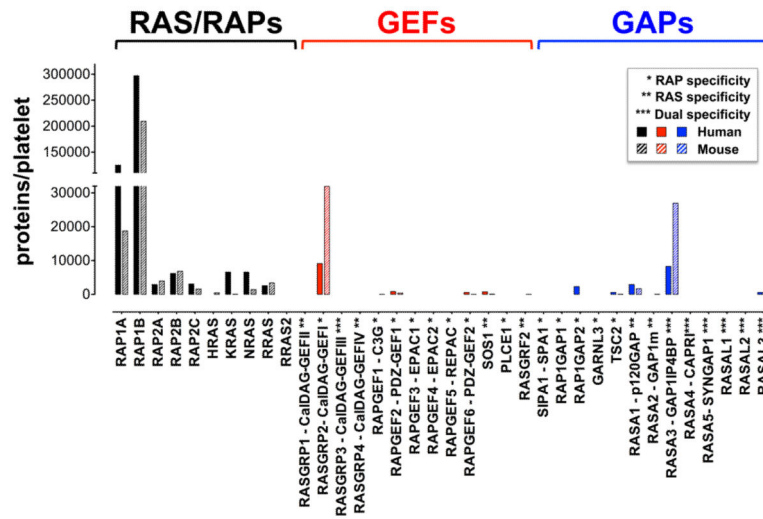 RAS/RAPs GEFs GAPs
* RAP specificity
** RAS specificity
*** Dual specificity
Human
Mouse
proteins/platelet
300000
250000
200000
150000
30000
20000
10000
0
RAP1A
RAP1B
RAP2A
RAP2B
RAP2C
HRAS
KRAS
NRAS
RRAS
RRAS2
RASGRP1 - CalDAG-GEFII **
RASGRP2- CalDAG-GEFI *
RASGRP3 - CalDAG-GEFIII ***
RASGRP4 - CalDAG-GEFIV **
RAPGEF1 - C3G *
RAPGEF2 - PDZ-GEF1 *
RAPGEF3 - EPAC1 *
RAPGEF4 - EPAC2 *
RAPGEF5 - REPAC *
RAPGEF6 - PDZ-GEF2 *
SOS1 **
PLCE1 *
RASGRF2 **
SIPA1 - SPA1 *
RAP1GAP1 *
RAP1GAP2 *
GARNL3 *
TSC2 *
RASA1 - p120GAP **
RASA2 - GAP1m **
RASA3 - GAP1IP4BP ***
RASA4 - CAPRI***
RASA5- SYNGAP1 ***
RASAL1 ***
RASAL2 ***
RASAL3 ***